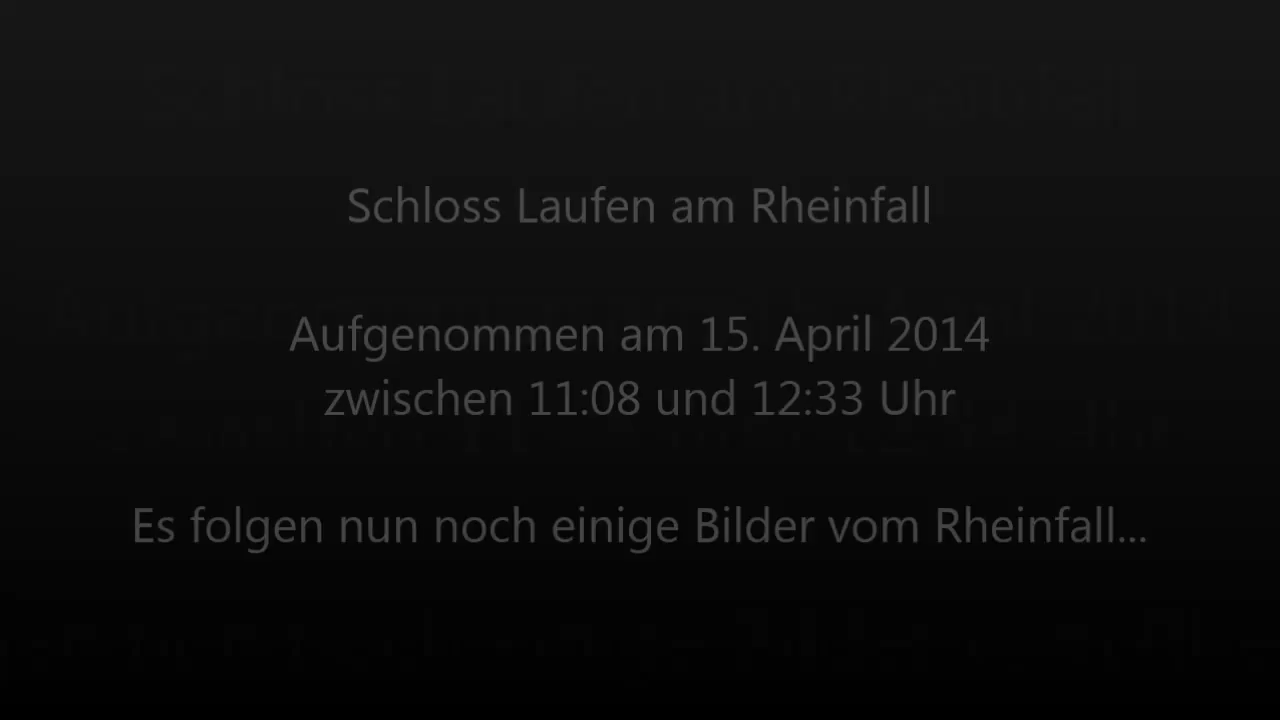 Schloss Laufen am Rheinfall
Aufgenommen am 15. April 2014
zwischen 11:08 und 12:33 Uhr
Es folgen nun noch einige Bilder vom Rheinfall...